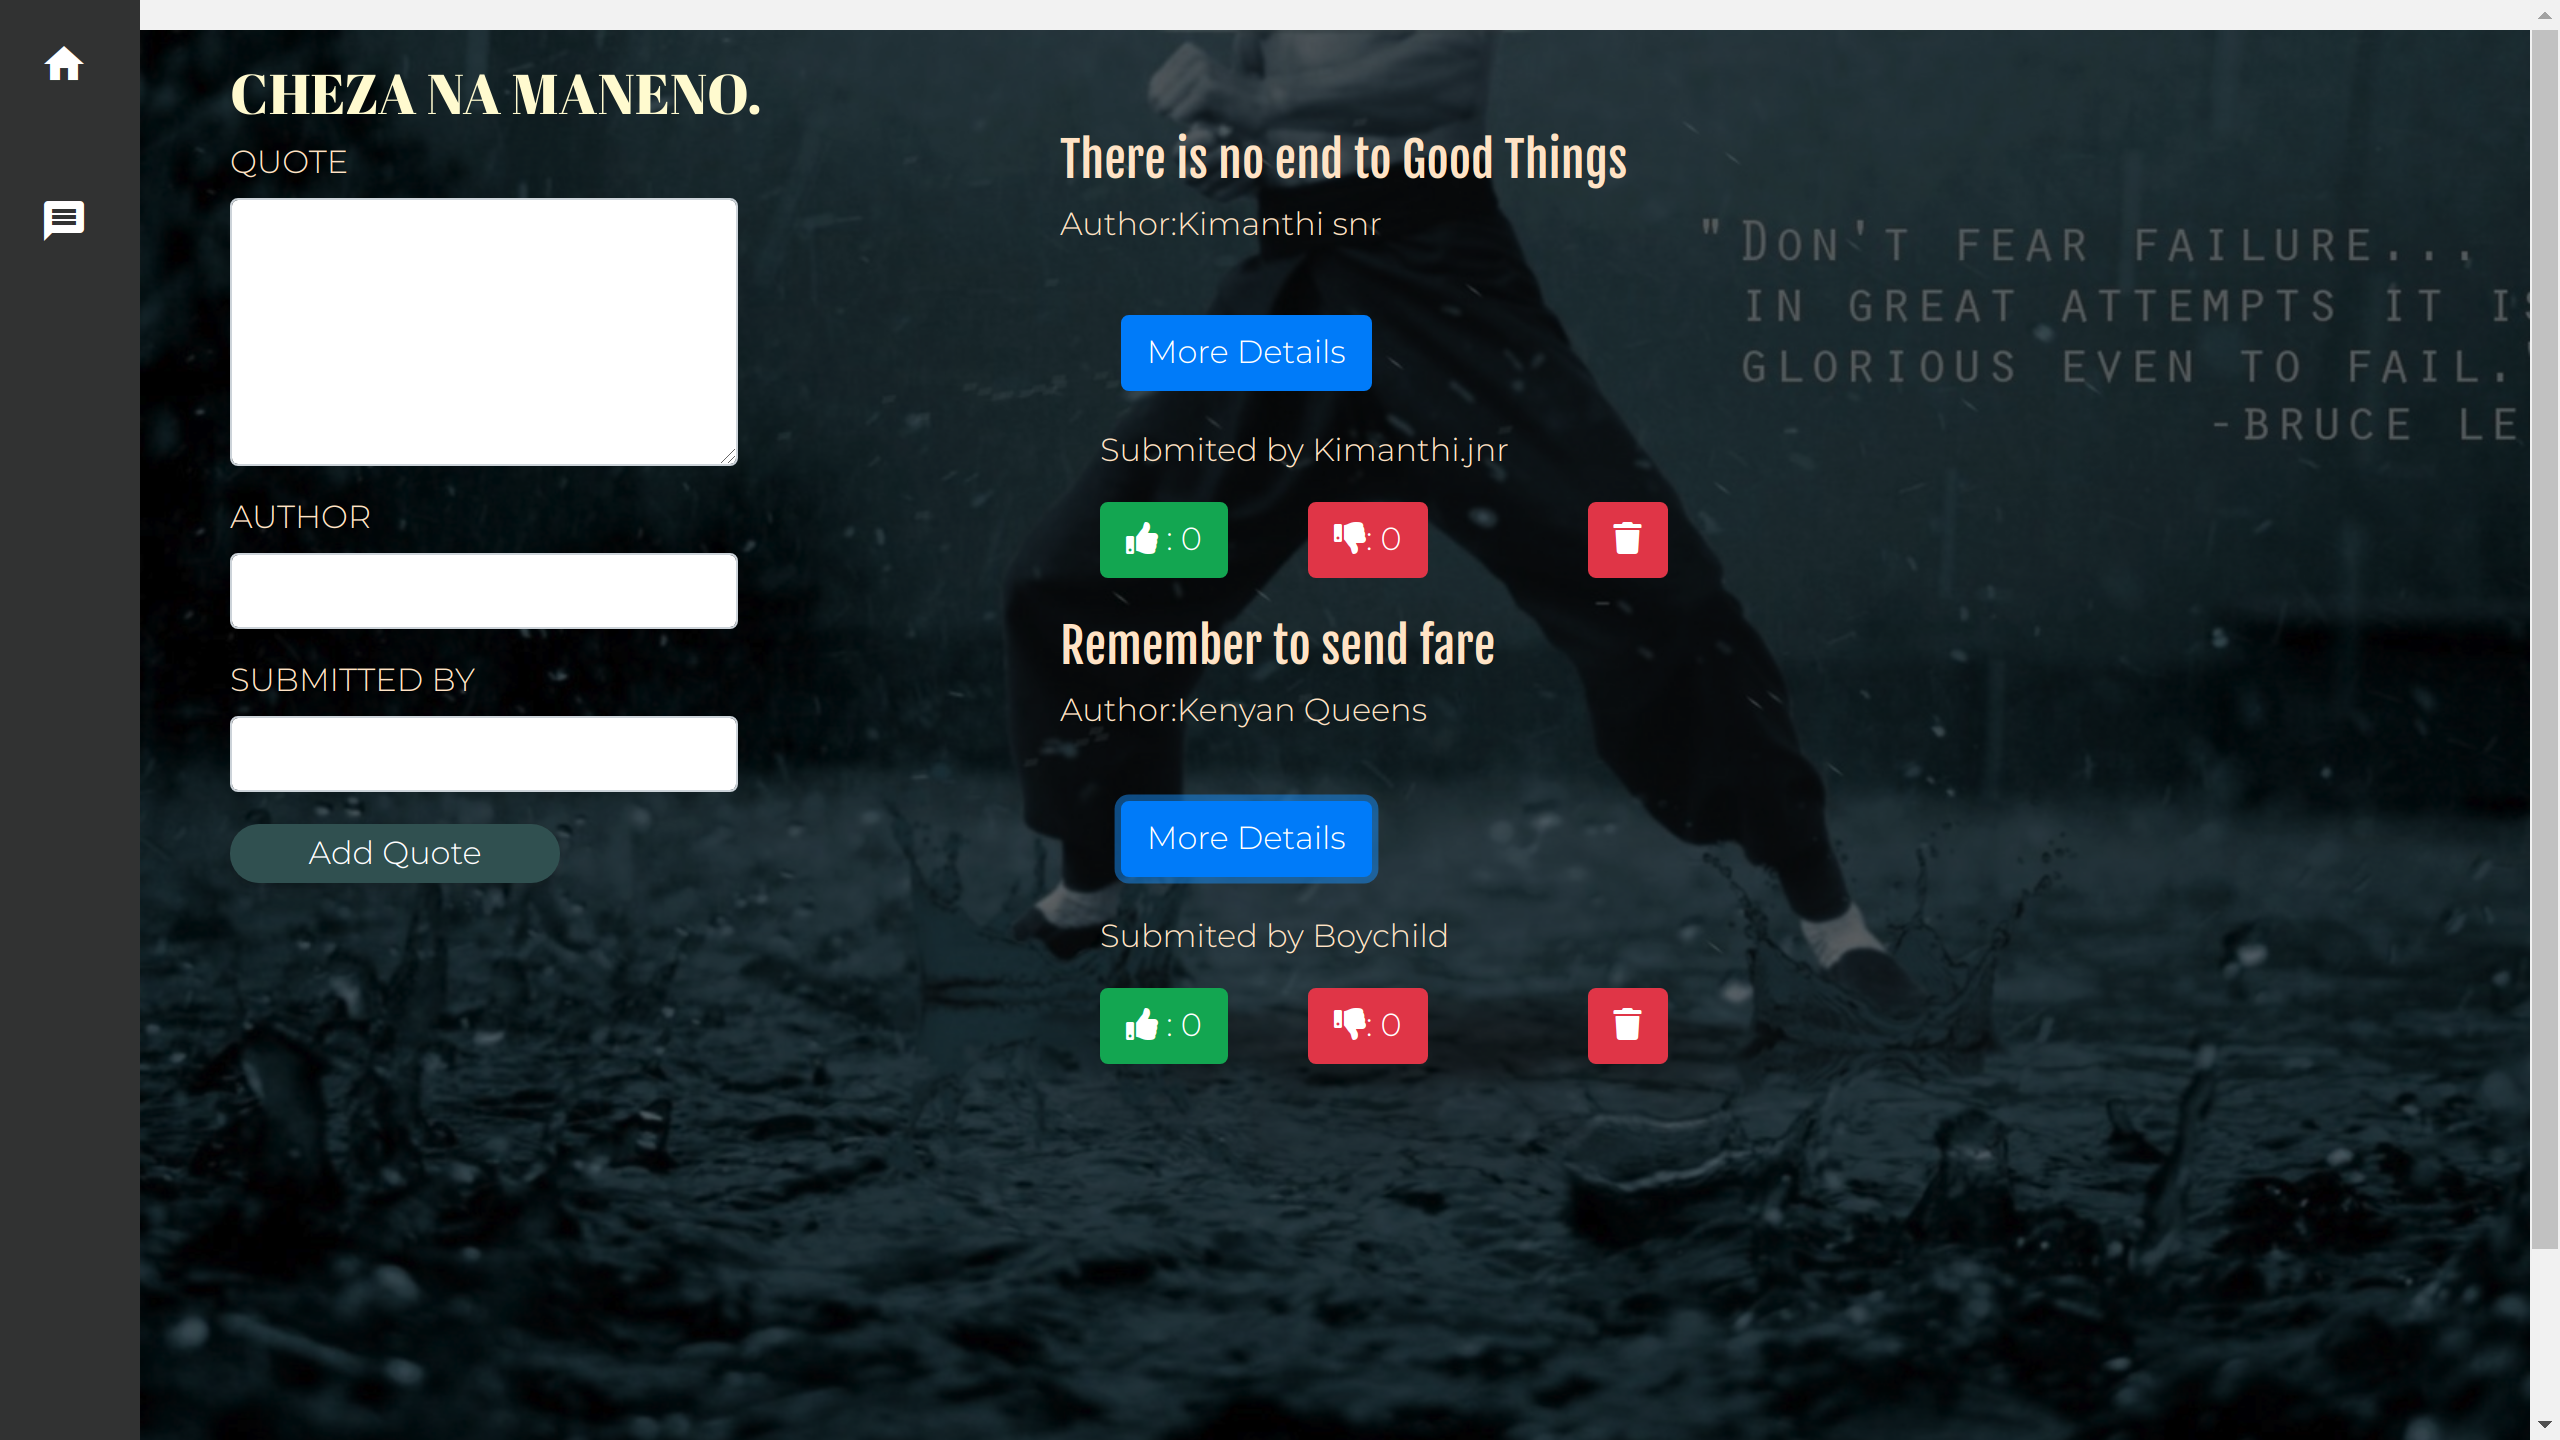 CHEZA NA MANENO.
QUOTE
AUTHOR
SUBMITTED BY
Add Quote
There is no end to Good Things
Author:Kimanthi snr
More Details
Submited by Kimanthi.jnr
: 0
: 0
Remember to send fare
Author:Kenyan Queens
More Details
Submited by Boychild
: 0
: 0
"DON'T FEAR FAILURE...
IN GREAT ATTEMPTS IT
GLORIOUS EVEN TO FAIL.
-BRUCE LE